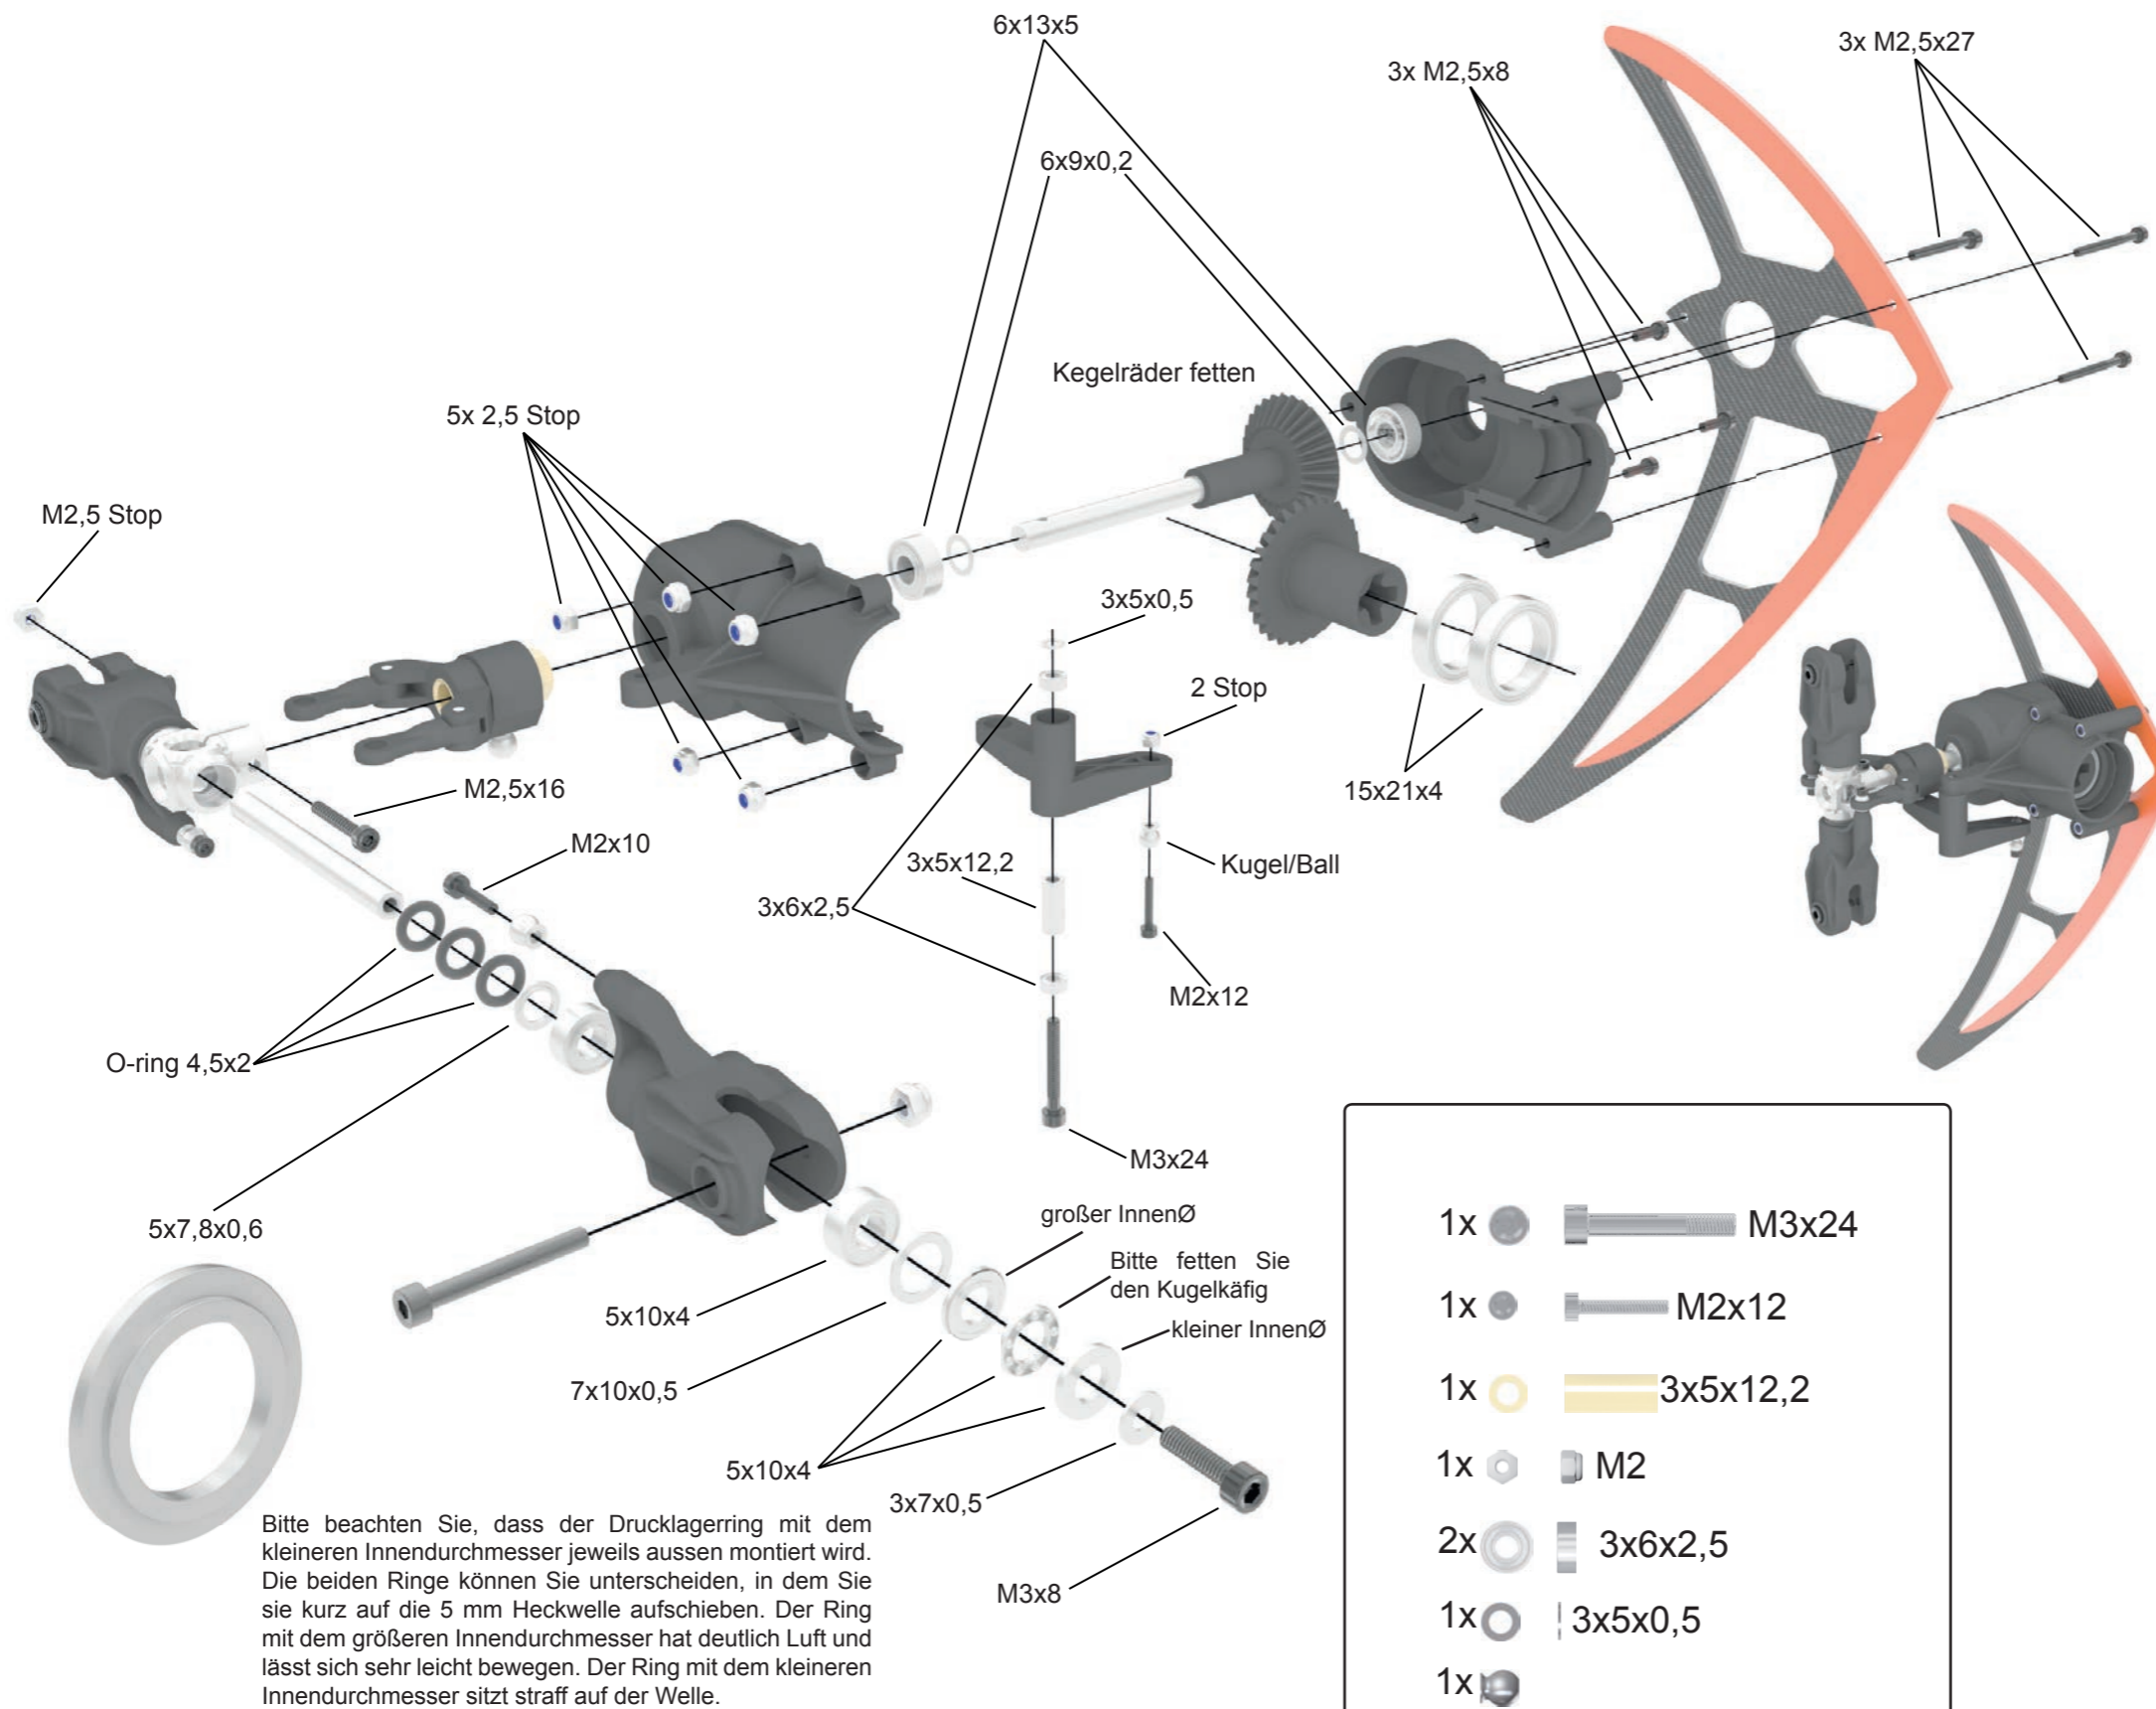 6x13x5
3x M2,5x27
3x M2,5x8
6x9x0,2
Kegelräder fetten
5x 2,5 Stop
M2,5 Stop
3x5x0,5
2 Stop
M2,5x16
15x21x4
M2x10
3x5x12,2
Kugel/Ball
3x6x2,5
M2x12
O-ring 4,5x2
M3x24
5x7,8x0,6
großer InnenØ
Bitte fetten Sie
den Kugelkäfig
5x10x4
kleiner InnenØ
7x10x0,5
5x10x4
3x7x0,5
M3x8
Bitte beachten Sie, dass der Drucklagerring mit dem
kleineren Innendurchmesser jeweils aussen montiert wird.
Die beiden Ringe können Sie unterscheiden, in dem Sie
sie kurz auf die 5 mm Heckwelle aufschieben. Der Ring
mit dem größeren Innendurchmesser hat deutlich Luft und
lässt sich sehr leicht bewegen. Der Ring mit dem kleineren
Innendurchmesser sitzt straff auf der Welle.
1x M3x24
1x M2x12
1x 3x5x12,2
1x M2
2x 3x6x2,5
1x 3x5x0,5
1x